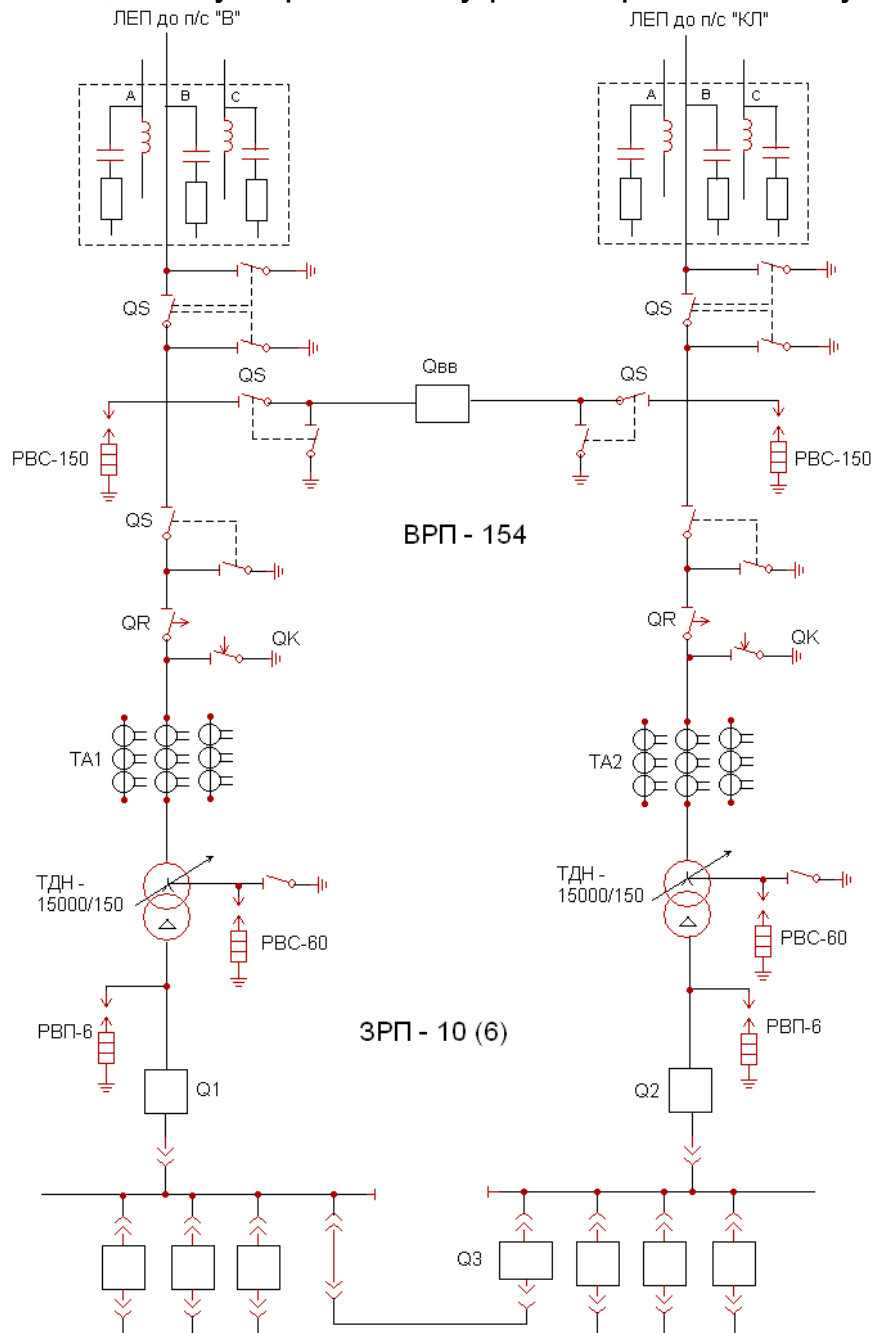 ЛЕП до п/с "В"
ЛЕП до п/с "КЛ"
A B C
A B C
QS
QS
QS
Qвв
QS
РВС-150
РВС-150
QS
ВРП - 154
QR
QK
QR
QK
ТА1
ТА2
ТДН -
15000/150
ТДН -
15000/150
РВС-60
РВС-60
РВП-6
ЗРП - 10 (6)
РВП-6
Q1
Q2
Q3